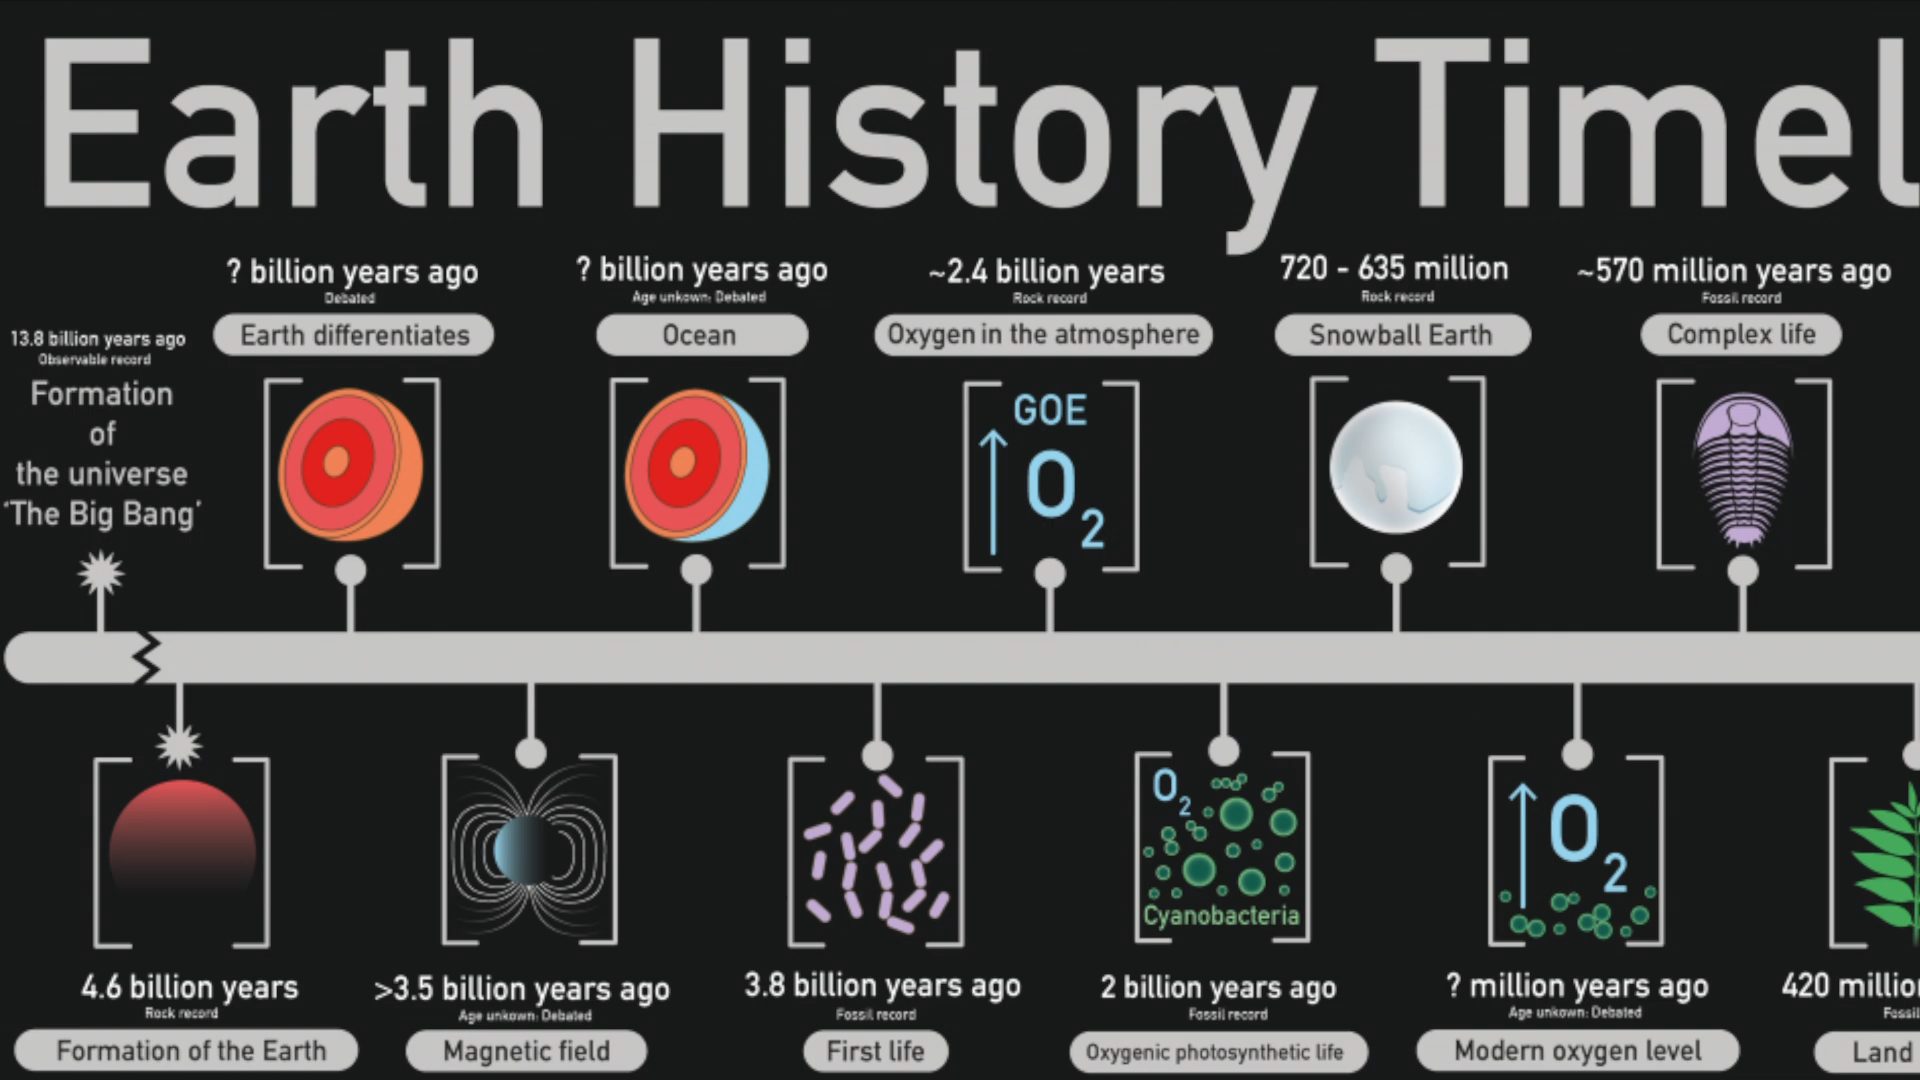 Earth History Timel
13.8 billion years ago
Observable record
Formation
of
the universe
'The Big Bang'
? billion years ago
Debated
Earth differentiates
? billion years ago
Age unkown: Debated
Ocean
~2.4 billion years
Rock record
Oxygen in the atmosphere
GOE
O2
720 - 635 million
Rock record
Snowball Earth
~570 million years ago
Fossil record
Complex life
4.6 billion years
Rock record
Formation of the Earth
>3.5 billion years ago
Age unkown: Debated
Magnetic field
3.8 billion years ago
Fossil record
First life
O2
Cyanobacteria
2 billion years ago
Fossil record
Oxygenic photosynthetic life
O2
? million years ago
Age unkown: Debated
Modern oxygen level
420 millio
Fossil
Land